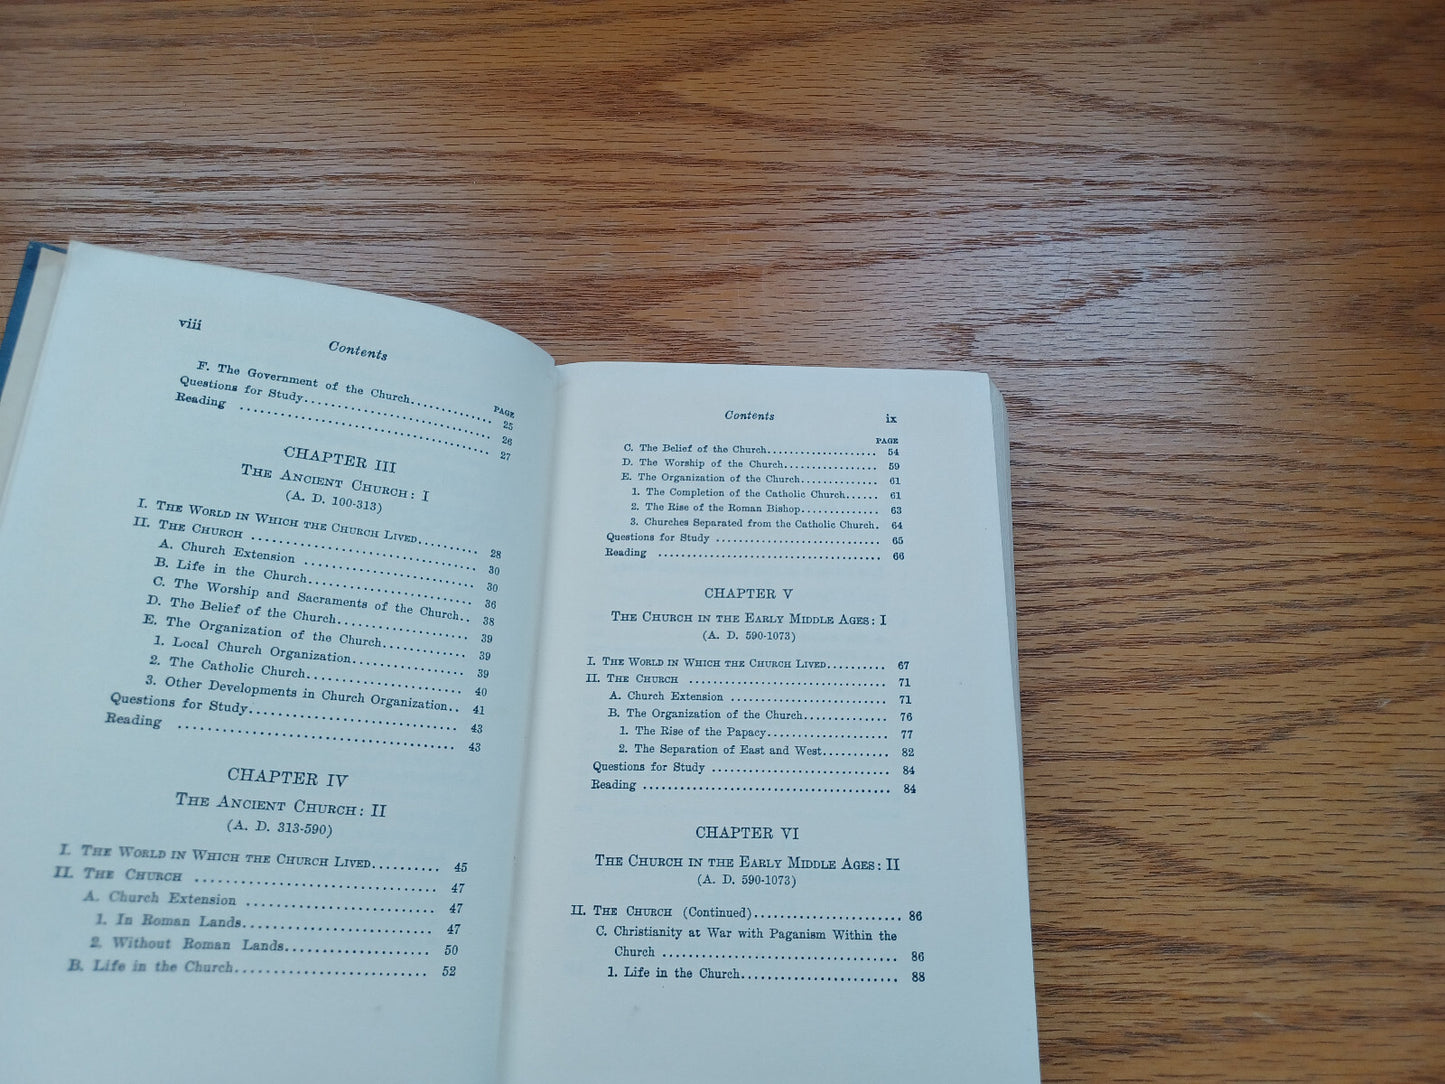 viii
Contents
PAGE
F. The Government of the Church............. 25
Questions for Study............................ 26
Reading ...................................... 27
CHAPTER III
The Ancient Church: I
(A. D. 100-313)
I. The World in Which the Church Lived.......... 28
II. The Church .............................. 30
A. Church Extension ........................ 30
B. Life in the Church....................... 36
C. The Worship and Sacraments of the Church.. 38
D. The Belief of the Church.................. 39
E. The Organization of the Church............ 39
1. Local Church Organization............... 39
2. The Catholic Church..................... 40
3. Other Developments in Church Organization.. 41
Questions for Study........................... 43
Reading .................................... 43
CHAPTER IV
The Ancient Church: II
(A. D. 313-590)
I. The World in Which the Church Lived......... 45
II. The Church ................................ 47
A. Church Extension ......................... 47
1. In Roman Lands......................... 47
2. Without Roman Lands................... 50
B. Life in the Church......................... 52
Contents
ix
PAGE
C. The Belief of the Church.................... 54
D. The Worship of the Church................. 59
E. The Organization of the Church............. 61
1. The Completion of the Catholic Church...... 61
2. The Rise of the Roman Bishop.............. 63
3. Churches Separated from the Catholic Church. 64
Questions for Study ............................ 65
Reading ....................................... 66
CHAPTER V
The Church in the Early Middle Ages: I
(A. D. 590-1073)
I. The World in Which the Church Lived.......... 67
II. The Church ................................. 71
A. Church Extension ......................... 71
B. The Organization of the Church............. 76
1. The Rise of the Papacy.................... 77
2. The Separation of East and West........... 82
Questions for Study ............................ 84
Reading ....................................... 84
CHAPTER VI
The Church in the Early Middle Ages: II
(A. D. 590-1073)
II. The Church (Continued)....................... 86
C. Christianity at War with Paganism Within the
Church .................................... 86
1. Life in the Church........................ 88